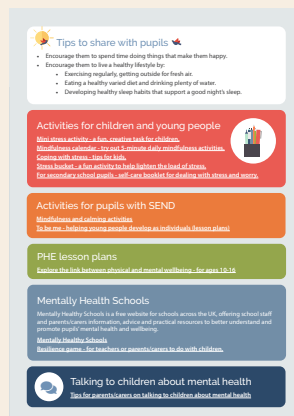 Tips to share with pupils
• Encourage them to spend time doing things that make them happy.
• Encourage them to live a healthy lifestyle by:
• Exercising regularly, getting outside for fresh air.
• Eating a healthy varied diet and drinking plenty of water.
• Developing healthy sleep habits that support a good night's sleep.
Activities for children and young people
Mini stress activity - a fun, creative task for children.
Mindfulness calendar - try out 5-minute daily mindfulness activities.
Coping with stress - tips for kids.
Stress bucket - a fun activity to help lighten the load of stress.
For secondary school pupils - self-care booklet for dealing with stress and worry.
Activities for pupils with SEND
Mindfulness and calming activities
To be me - helping young people develop as individuals (lesson plans)
PHE lesson plans
Explore the link between physical and mental wellbeing - for ages 10-16
Mentally Health Schools
Mentally Healthy Schools is a free website for schools across the UK, offering school staff
and parents/carers information, advice and practical resources to better understand and
promote pupils' mental health and wellbeing.
Mentally Healthy Schools
Resilience game - for teachers or parents/carers to do with children.
Talking to children about mental health
Tips for parents/carers on talking to children about mental health